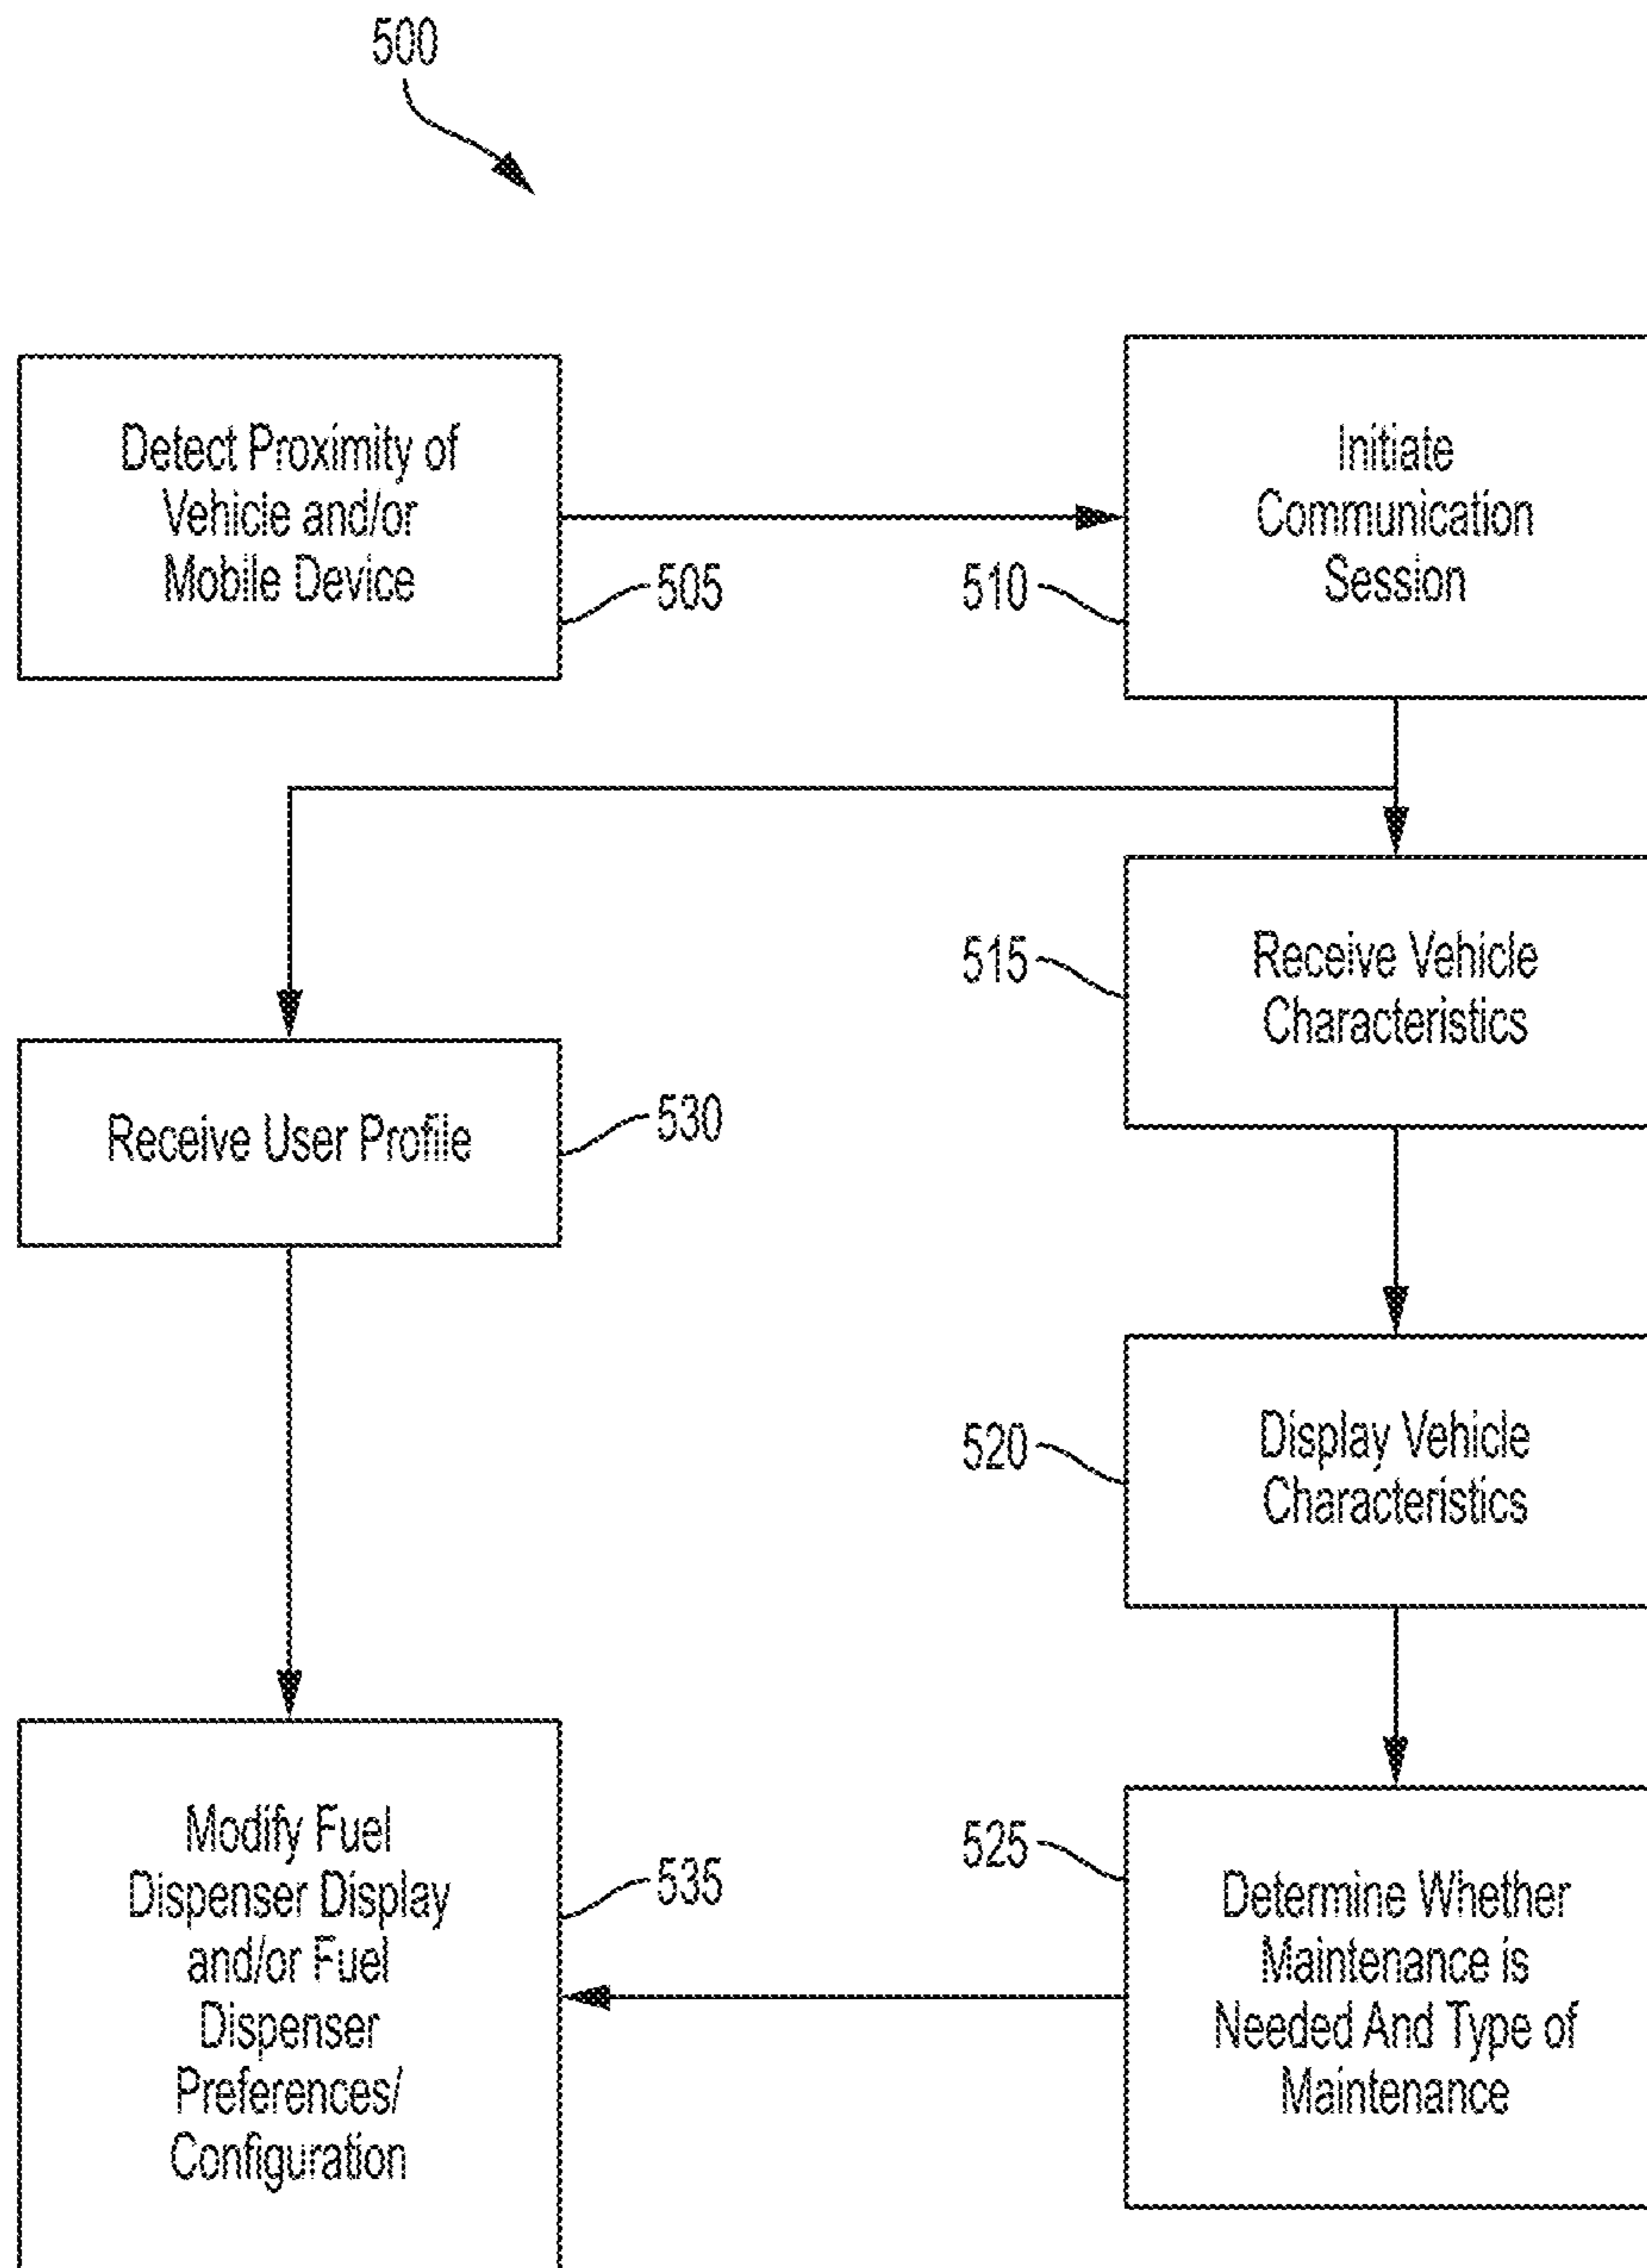 500
Detect Proximity of
Vehicle and/or
Mobile Device
505
510
Initiate
Communication
Session
515
Receive Vehicle
Characteristics
Receive User Profile
530
520
Display Vehicle
Characteristics
Modify Fuel
Dispenser Display
and/or Fuel
Dispenser
Preferences/
Configuration
535
525
Determine Whether
Maintenance is
Needed And Type of
Maintenance